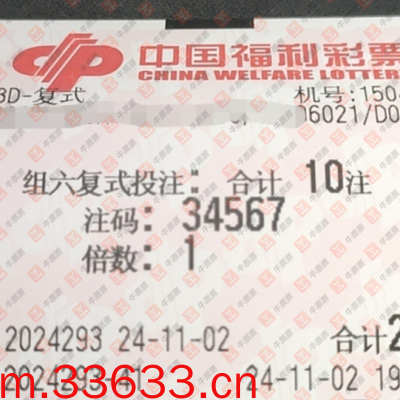 中国福利彩票
CHINA WELFARE LOTTER
3D-复式 机号:1504
06021/D0
组六复式投注: 合计 10注
注码: 34567
倍数: 1
2024293 24-11-02 合计2
24-11-02 19
m.33633.cn